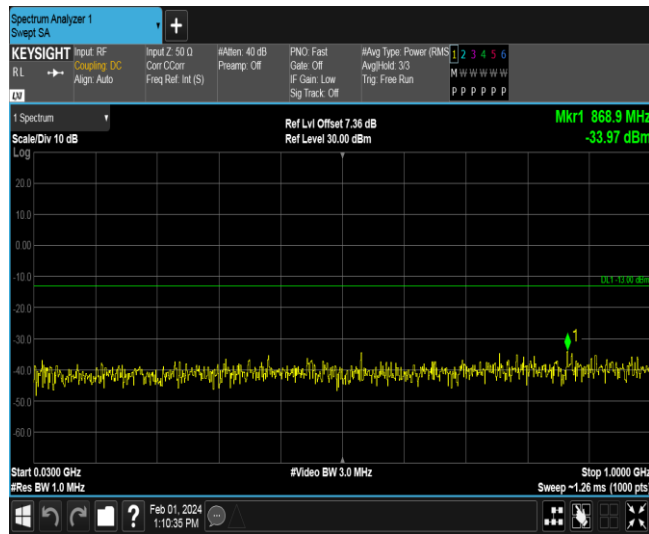 Spectrum Analyzer 1
Swept SA
+
KEYSIGHT
RL
LXI
Input: RF
Coupling: DC
Align: Auto
Input Z: 50 Ω
Corr CCorr
Freq Ref: Int (S)
#Atten: 40 dB
Preamp: Off
PNO: Fast
Gate: Off
IF Gain: Low
Sig Track: Off
#Avg Type: Power (RMS
Avg|Hold: 3/3
Trig: Free Run
1 2 3 4 5 6
M W W W W W
P P P P P P
1 Spectrum
Scale/Div 10 dB
Log
Ref Lvl Offset 7.36 dB
Ref Level 30.00 dBm
Mkr1 868.9 MHz
-33.97 dBm
20.0
10.0
0.00
-10.0
DL1 -13.00 dBm
-20.0
-30.0
1
-40.0
-50.0
-60.0
Start 0.0300 GHz
#Res BW 1.0 MHz
#Video BW 3.0 MHz
Stop 1.0000 GHz
Sweep ~1.26 ms (1000 pts)
?
Feb 01, 2024
1:10:35 PM